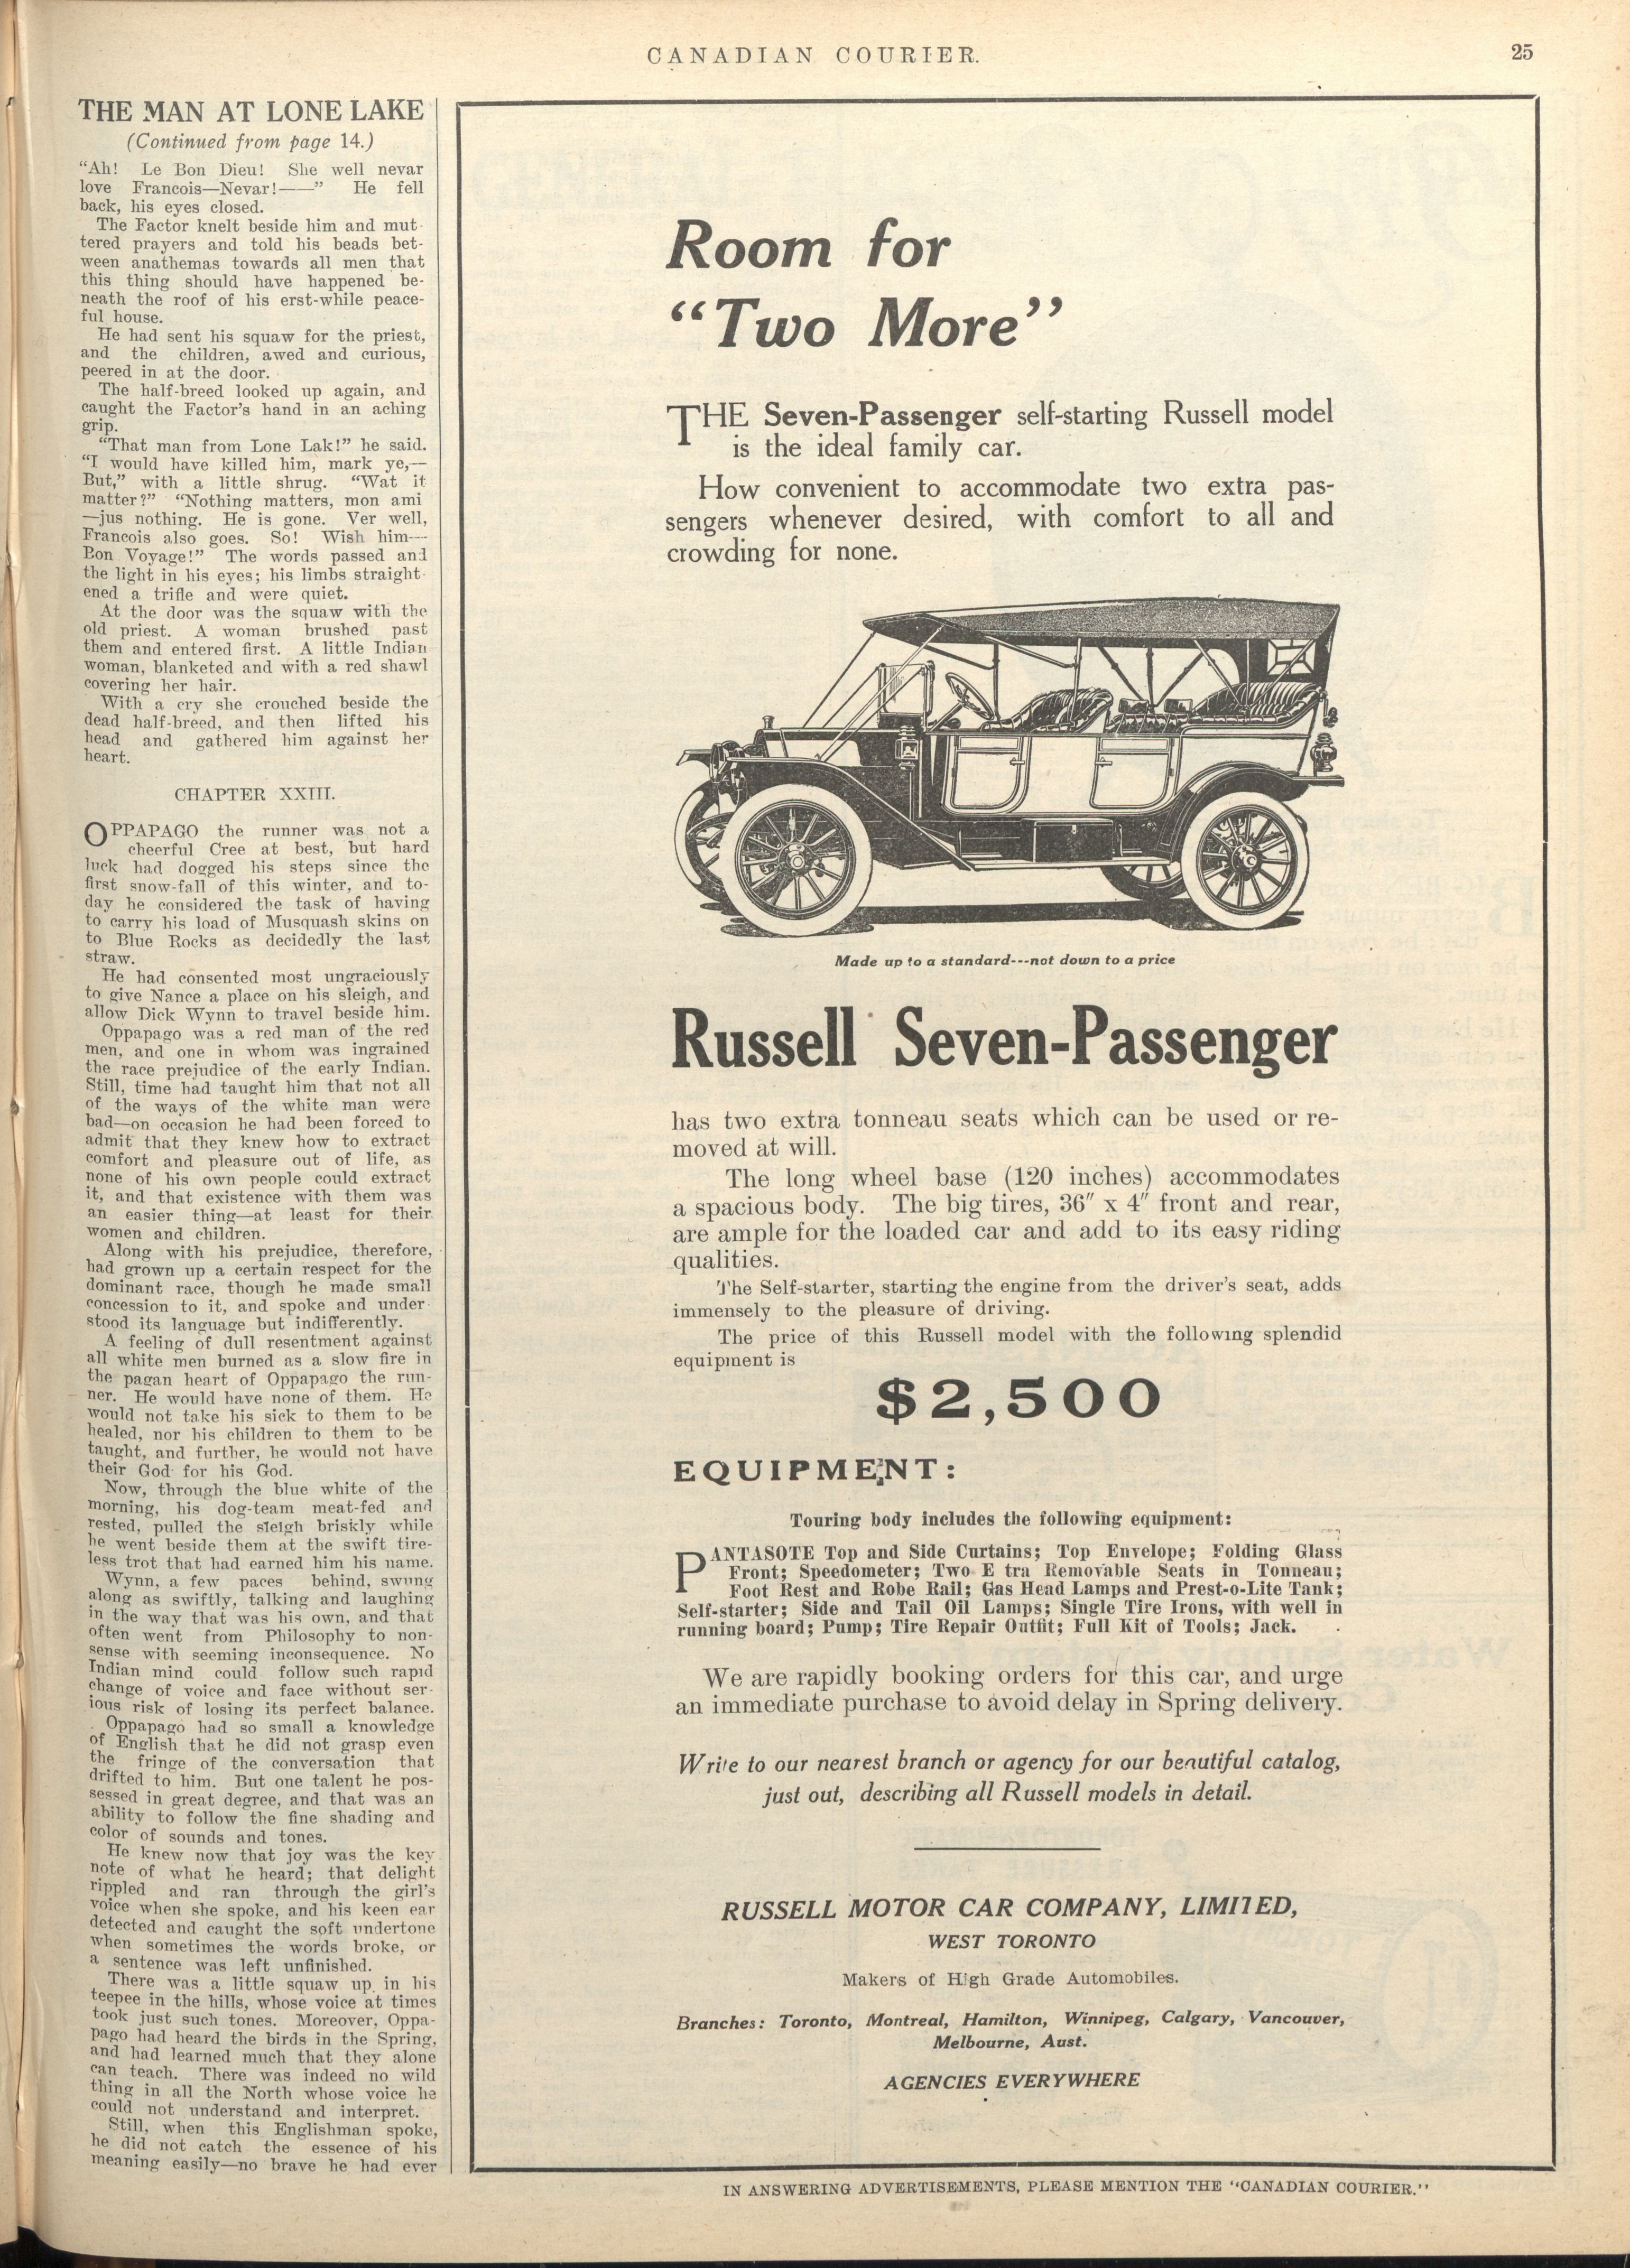 CANADIAN COURIER.
25
THE MAN AT LONE LAKE
(Continued from page 14.)
"Ah! Le Bon Dieu! She well nevar
love Francois—Nevar!——" He fell
back, his eyes closed.
The Factor knelt beside him and mut-
tered prayers and told his beads bet-
ween anathemas towards all men that
this thing should have happened be-
neath the roof of his erst-while peace-
ful house.
He had sent his squaw for the priest,
and the children, awed and curious,
peered in at the door.
The half-breed looked up again, and
caught the Factor's hand in an aching
grip.
"That man from Lone Lak!" he said.
"I would have killed him, mark ye,—
But," with a little shrug. "Wat it
matter?" "Nothing matters, mon ami
—jus nothing. He is gone. Ver well,
Francois also goes. So! Wish him—
Bon Voyage!" The words passed and
the light in his eyes; his limbs straight-
ened a trifle and were quiet.
At the door was the squaw with the
old priest. A woman brushed past
them and entered first. A little Indian
woman, blanketed and with a red shawl
covering her hair.
With a cry she crouched beside the
dead half-breed, and then lifted his
head and gathered him against her
heart.
CHAPTER XXIII.
OPPAPAGO the runner was not a
cheerful Cree at best, but hard
luck had dogged his steps since the
first snow-fall of this winter, and to-
day he considered the task of having
to carry his load of Musquash skins on
to Blue Rocks as decidedly the last
straw.
He had consented most ungraciously
to give Nance a place on his sleigh, and
allow Dick Wynn to travel beside him.
Oppapago was a red man of the red
men, and one in whom was ingrained
the race prejudice of the early Indian.
Still, time had taught him that not all
of the ways of the white man were
bad—on occasion he had been forced to
admit that they knew how to extract
comfort and pleasure out of life, as
none of his own people could extract
it, and that existence with them was
an easier thing—at least for their
women and children.
Along with his prejudice, therefore,
had grown up a certain respect for the
dominant race, though he made small
concession to it, and spoke and under-
stood its language but indifferently.
A feeling of dull resentment against
all white men burned as a slow fire in
the pagan heart of Oppapago the run-
ner. He would have none of them. He
would not take his sick to them to be
healed, nor his children to them to be
taught, and further, he would not have
their God for his God.
Now, through the blue white of the
morning, his dog-team meat-fed and
rested, pulled the sleigh briskly while
he went beside them at the swift tire-
less trot that had earned him his name.
Wynn, a few paces behind, swung
along as swiftly, talking and laughing
in the way that was his own, and that
often went from Philosophy to non-
sense with seeming inconsequence. No
Indian mind could follow such rapid
change of voice and face without ser-
ious risk of losing its perfect balance.
Oppapago had so small a knowledge
of English that he did not grasp even
the fringe of the conversation that
drifted to him. But one talent he pos-
sessed in great degree, and that was an
ability to follow the fine shading and
color of sounds and tones.
He knew now that joy was the key
note of what he heard; that delight
rippled and ran through the girl's
voice when she spoke, and his keen ear
detected and caught the soft undertone
when sometimes the words broke, or
a sentence was left unfinished.
There was a little squaw up in his
teepee in the hills, whose voice at times
took just such tones. Moreover, Oppa-
pago had heard the birds in the Spring,
and had learned much that they alone
can teach. There was indeed no wild
thing in all the North whose voice he
could not understand and interpret.
Still, when this Englishman spoke,
he did not catch the essence of his
meaning easily—no brave he had ever
Room for
"Two More"
THE Seven-Passenger self-starting Russell model
is the ideal family car.
How convenient to accommodate two extra pas-
sengers whenever desired, with comfort to all and
crowding for none.
Made up to a standard---not down to a price
Russell Seven-Passenger
has two extra tonneau seats which can be used or re-
moved at will.
The long wheel base (120 inches) accommodates
a spacious body. The big tires, 36" x 4" front and rear,
are ample for the loaded car and add to its easy riding
qualities.
The Self-starter, starting the engine from the driver's seat, adds
immensely to the pleasure of driving.
The price of this Russell model with the following splendid
equipment is
$2,500
EQUIPMENT:
Touring body includes the following equipment:
PANTASOTE Top and Side Curtains; Top Envelope; Folding Glass
Front; Speedometer; Two E tra Removable Seats in Tonneau;
Foot Rest and Robe Rail; Gas Head Lamps and Prest-o-Lite Tank;
Self-starter; Side and Tail Oil Lamps; Single Tire Irons, with well in
running board; Pump; Tire Repair Outfit; Full Kit of Tools; Jack.
We are rapidly booking orders for this car, and urge
an immediate purchase to avoid delay in Spring delivery.
Write to our nearest branch or agency for our beautiful catalog,
just out, describing all Russell models in detail.
RUSSELL MOTOR CAR COMPANY, LIMITED,
WEST TORONTO
Makers of High Grade Automobiles.
Branches: Toronto, Montreal, Hamilton, Winnipeg, Calgary, Vancouver,
Melbourne, Aust.
AGENCIES EVERYWHERE
IN ANSWERING ADVERTISEMENTS, PLEASE MENTION THE "CANADIAN COURIER."